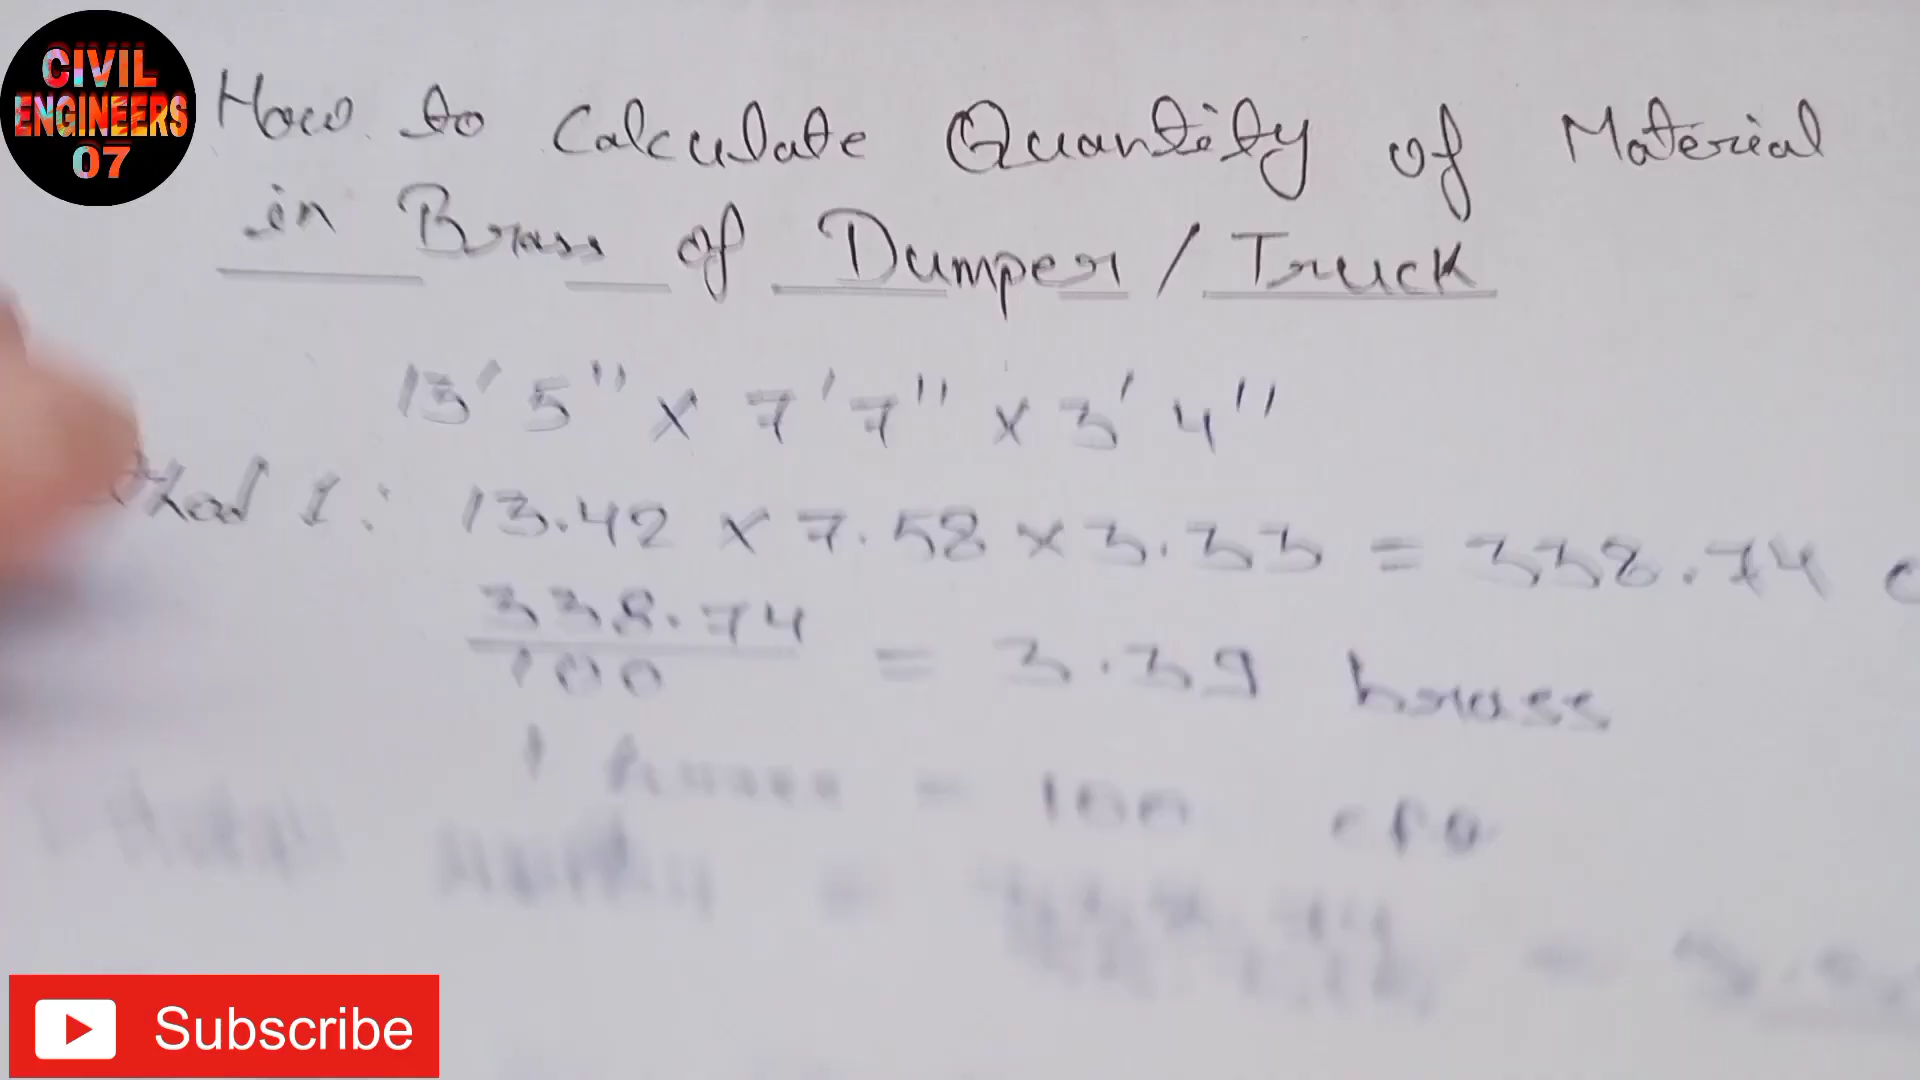 CIVIL
ENGINEERS
07
How to Calculate Quantity of Material
in Brass of Dumper / Truck
13' 5" x 7' 7" x 3' 4"
1: 13.42 x 7.58 x 3.33 = 338.74
338.74
100
= 3.39 brass
1 brass = 100
Subscribe